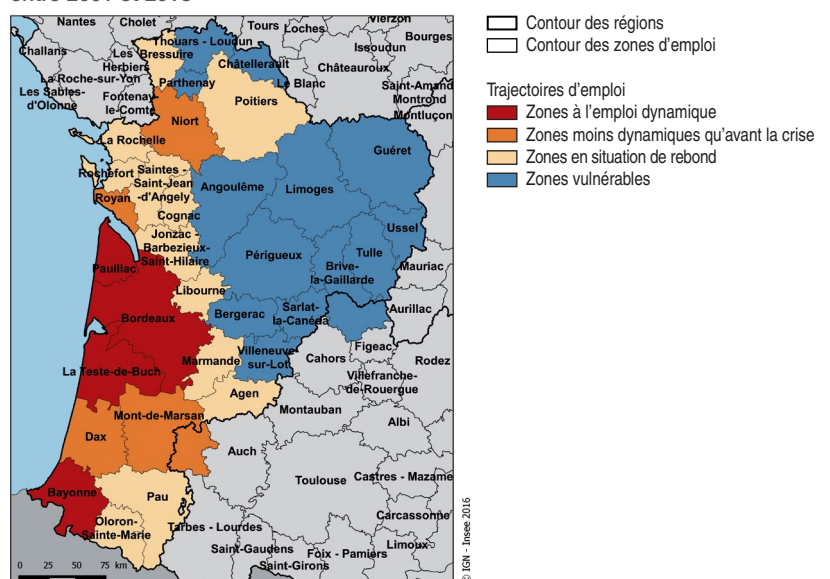 Nantes
Cholet
Tours
Loches
Vierzon
Bourges
Challans
Les Herbiers
Bressuire
Thouars - Loudun
Issoudun
Châtellerault
Châteauroux
La Roche-sur-Yon
Parthenay
Le Blanc
Saint-Amand
Montrond
Les Sables-
d'Olonne
Fontenay-
le-Comte
Poitiers
Montluçon
Niort
La Rochelle
Guéret
Rochefort
Saintes -
Saint-Jean
-d'Angely
Angoulême
Limoges
Royan
Cognac
Ussel
Jonzac -
Barbezieux-
Saint-Hilaire
Périgueux
Tulle
Pauillac
Brive-
la-Gaillarde
Mauriac
Libourne
Bordeaux
Bergerac
Sarlat-
la-Canéda
Aurillac
Marmande
Villeneuve-
sur-Lot
Cahors
Figeac
Rodez
La Teste-de-Buch
Villefranche-
de-Rouergue
Agen
Mont-de-Marsan
Montauban
Albi
Dax
Auch
Toulouse
Castres - Mazame
Bayonne
Pau
Carcassonne
Oloron-
Sainte-Marie
Tarbes - Lourdes
Limoux
Saint-Gaudens
Foix - Pamiers
Saint-Girons
0 25 50 75 km
© IGN - Insee 2016
Contour des régions
Contour des zones d'emploi
Trajectoires d'emploi
Zones à l'emploi dynamique
Zones moins dynamiques qu'avant la crise
Zones en situation de rebond
Zones vulnérables